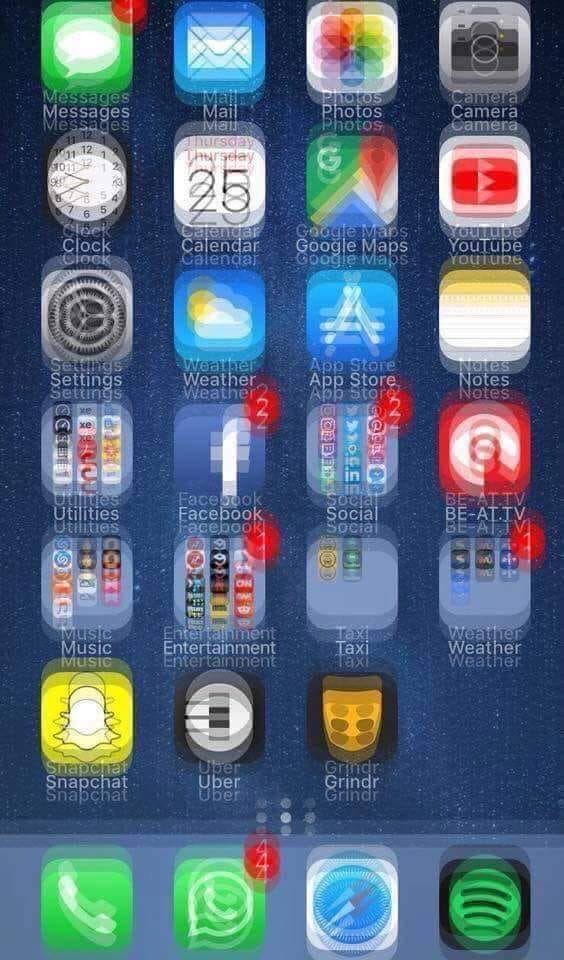 Messages Mail Photos Camera
Thursday
25
Clock Calendar Google Maps YouTube
Settings Weather App Store Notes
2 2
Utilities Facebook Social BE-AT.TV
1 1
Music Entertainment Taxi Weather
Snapchat Uber Grindr
4